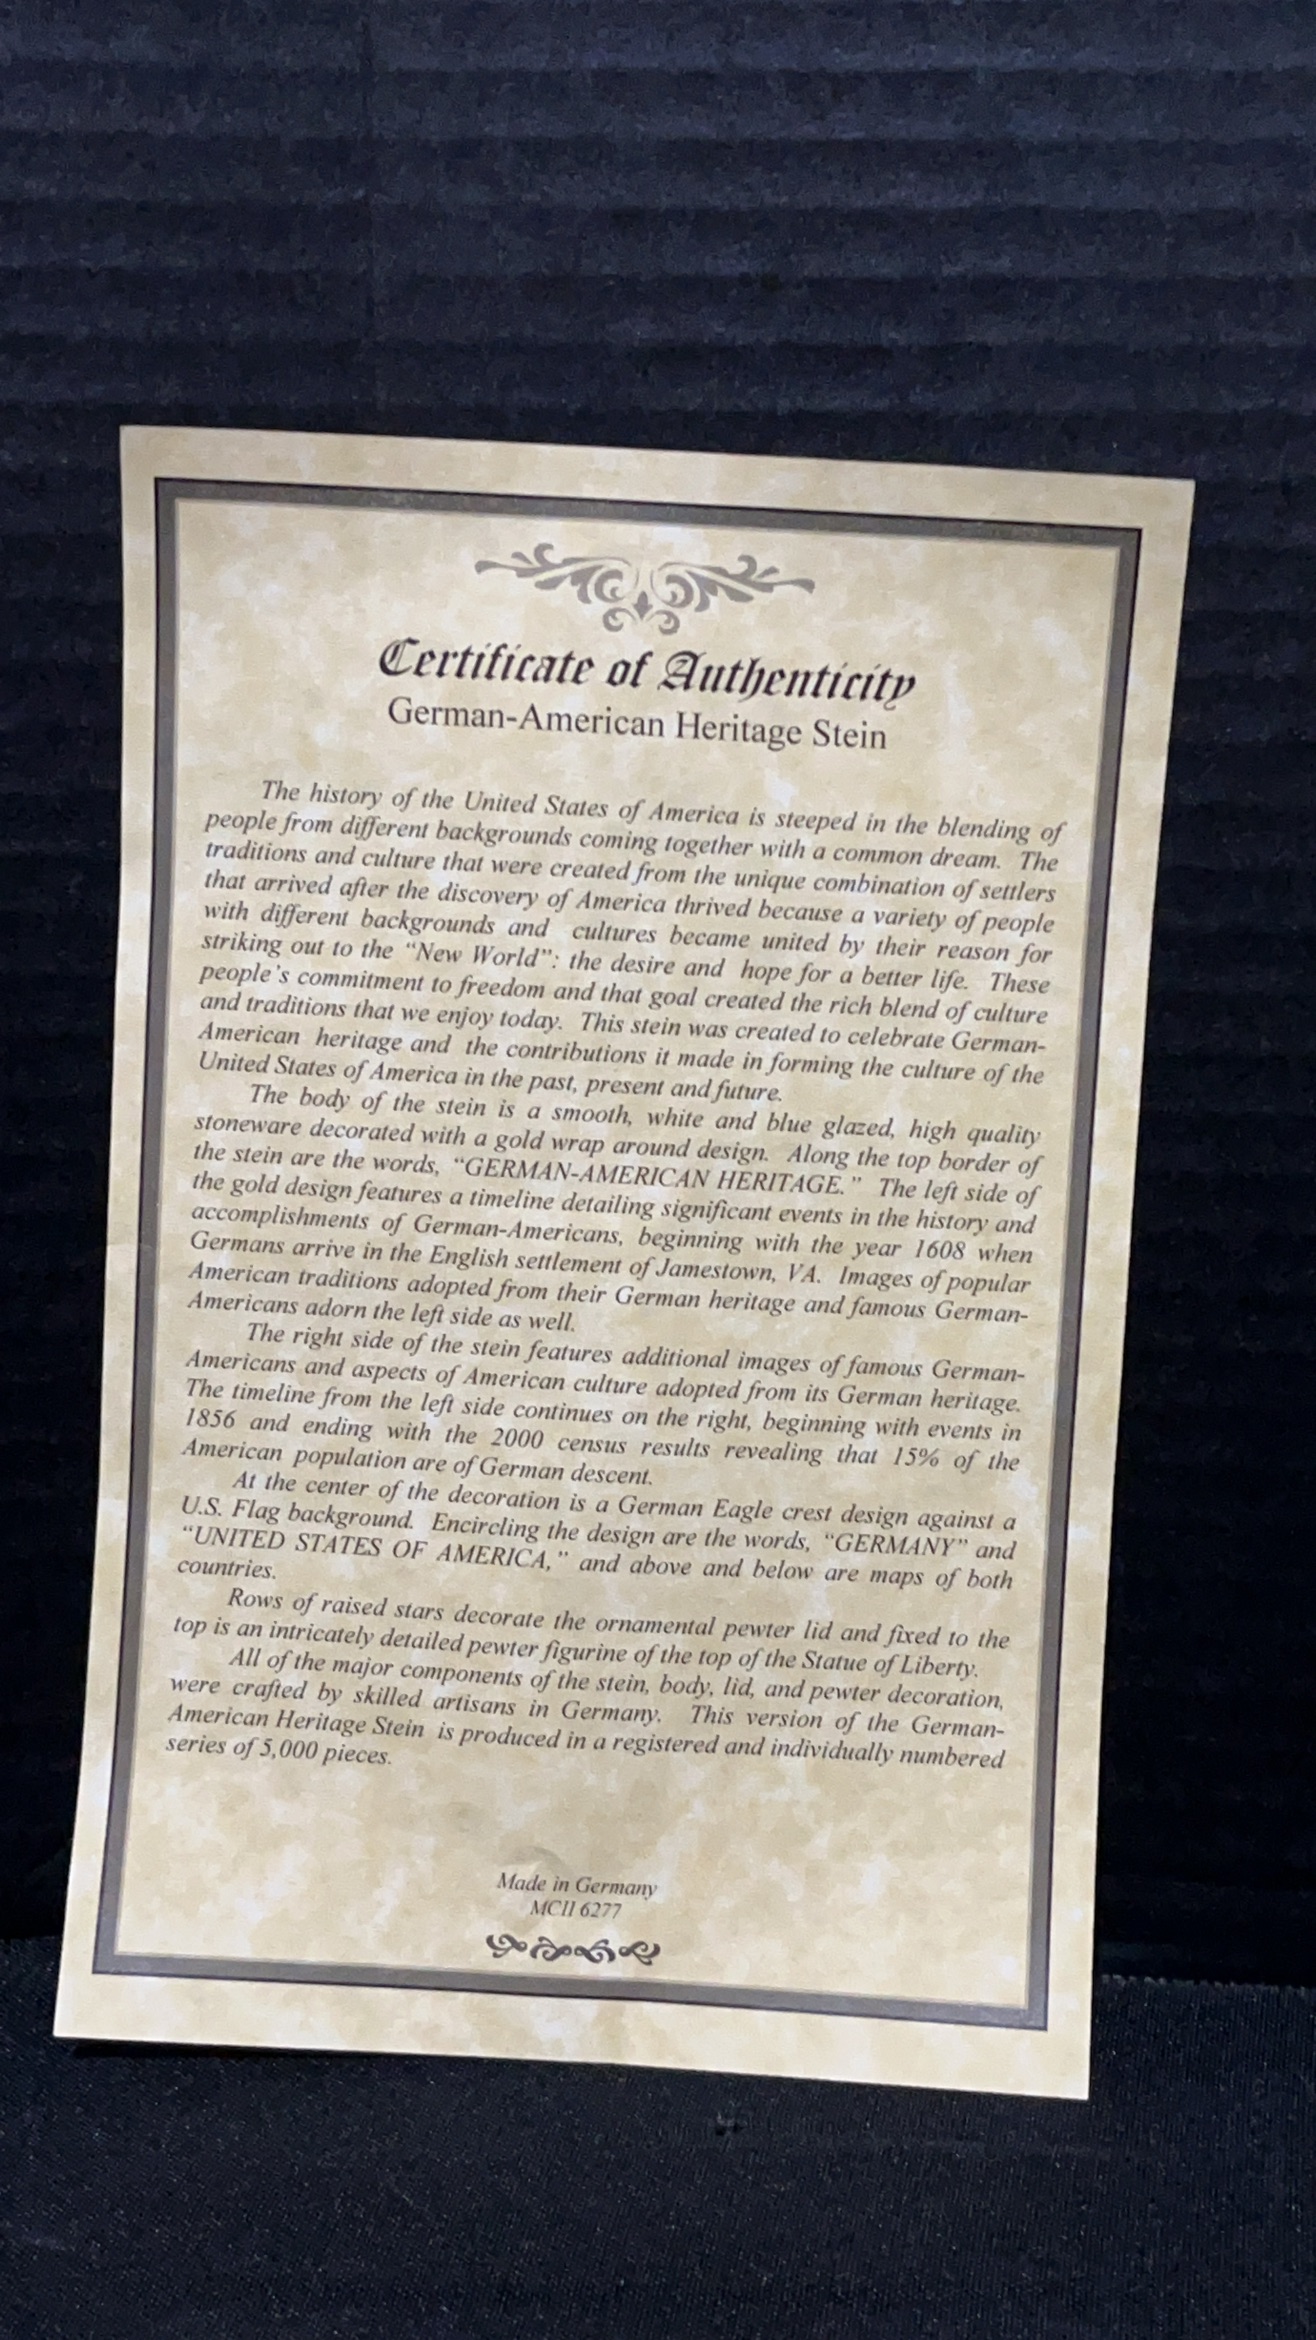 Certificate of Authenticity
German-American Heritage Stein
The history of the United States of America is steeped in the blending of
people from different backgrounds coming together with a common dream. The
traditions and culture that were created from the unique combination of settlers
that arrived after the discovery of America thrived because a variety of people
with different backgrounds and cultures became united by their reason for
striking out to the “New World”: the desire and hope for a better life. These
people’s commitment to freedom and that goal created the rich blend of culture
and traditions that we enjoy today. This stein was created to celebrate German-
American heritage and the contributions it made in forming the culture of the
United States of America in the past, present and future.
The body of the stein is a smooth, white and blue glazed, high quality
stoneware decorated with a gold wrap around design. Along the top border of
the stein are the words, “GERMAN-AMERICAN HERITAGE.” The left side of
the gold design features a timeline detailing significant events in the history and
accomplishments of German-Americans, beginning with the year 1608 when
Germans arrive in the English settlement of Jamestown, VA. Images of popular
American traditions adopted from their German heritage and famous German-
Americans adorn the left side as well.
The right side of the stein features additional images of famous German-
Americans and aspects of American culture adopted from its German heritage.
The timeline from the left side continues on the right, beginning with events in
1856 and ending with the 2000 census results revealing that 15% of the
American population are of German descent.
At the center of the decoration is a German Eagle crest design against a
U.S. Flag background. Encircling the design are the words, “GERMANY” and
“UNITED STATES OF AMERICA,” and above and below are maps of both
countries.
Rows of raised stars decorate the ornamental pewter lid and fixed to the
top is an intricately detailed pewter figurine of the top of the Statue of Liberty.
All of the major components of the stein, body, lid, and pewter decoration,
were crafted by skilled artisans in Germany. This version of the German-
American Heritage Stein is produced in a registered and individually numbered
series of 5,000 pieces.
Made in Germany
MCII 6277